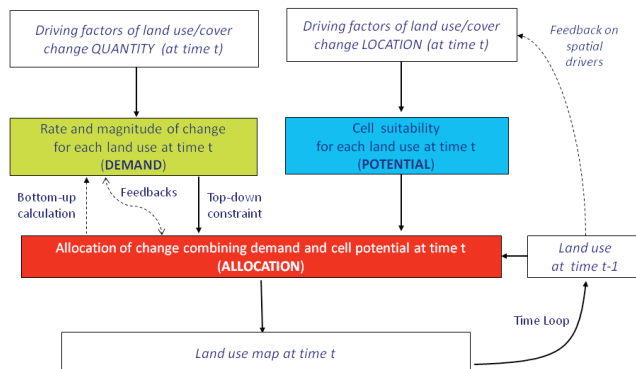 Driving factors of land use/cover
change QUANTITY (at time t)
Driving factors of land use/cover
change LOCATION (at time t)
Feedback on
spatial
drivers
Rate and magnitude of change
for each land use at time t
(DEMAND)
Cell suitability
for each land use at time t
(POTENTIAL)
Bottom-up
calculation
Feedbacks
Top-down
constraint
Allocation of change combining demand and cell potential at time t
(ALLOCATION)
Land use
at time t-1
Time Loop
Land use map at time t